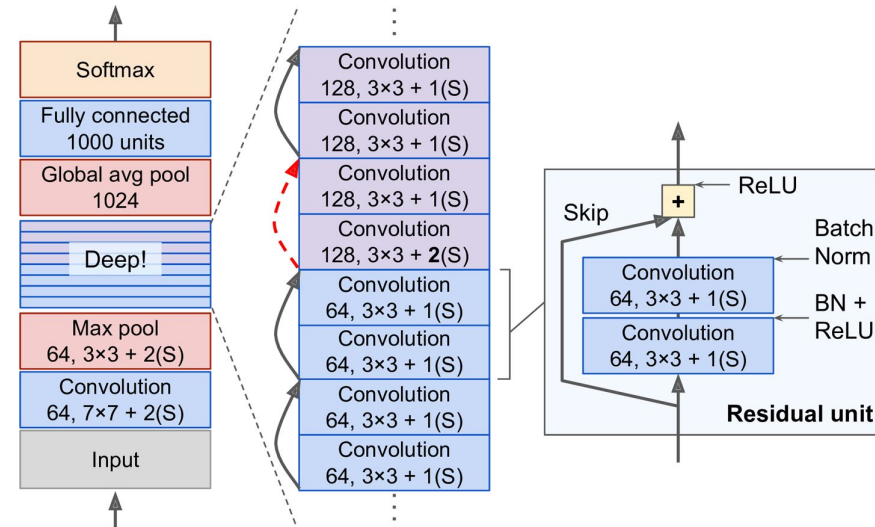 Softmax
Fully connected
1000 units
Global avg pool
1024
Deep!
Max pool
64, 3×3 + 2(S)
Convolution
64, 7×7 + 2(S)
Input
Convolution
128, 3×3 + 1(S)
Convolution
128, 3×3 + 1(S)
Convolution
128, 3×3 + 1(S)
Convolution
128, 3×3 + 2(S)
Convolution
64, 3×3 + 1(S)
Convolution
64, 3×3 + 1(S)
Convolution
64, 3×3 + 1(S)
Convolution
64, 3×3 + 1(S)
ReLU
+
Skip
Batch
Norm
Convolution
64, 3×3 + 1(S)
BN +
ReLU
Convolution
64, 3×3 + 1(S)
Residual unit